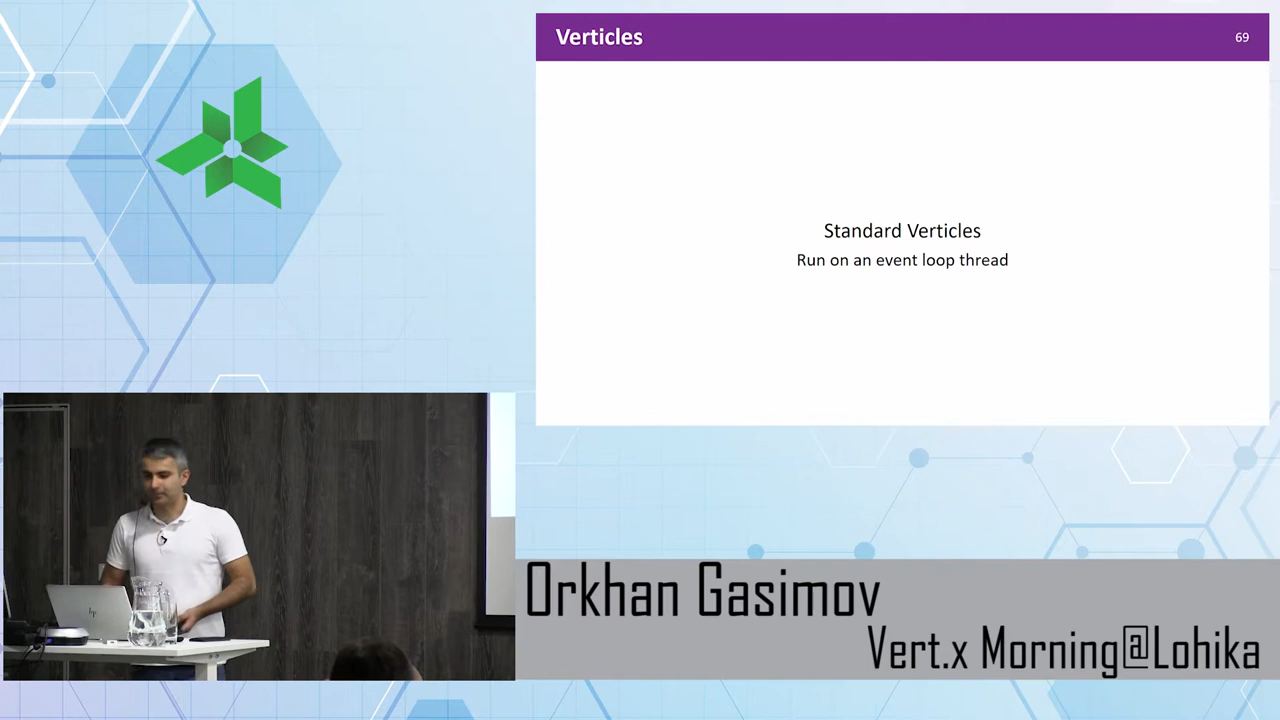 Verticles
69
Standard Verticles
Run on an event loop thread
Orkhan Gasimov
Vert.x Morning@Lohika